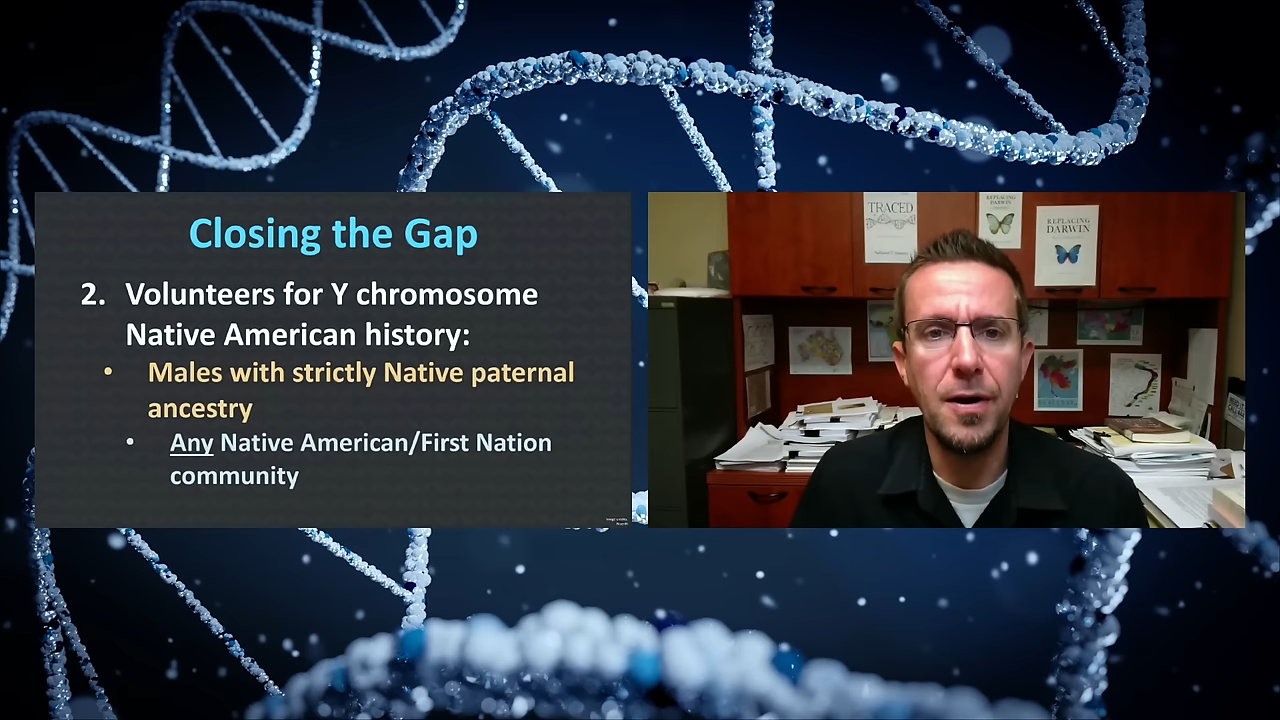 Closing the Gap
2. Volunteers for Y chromosome
Native American history:
• Males with strictly Native paternal
ancestry
• Any Native American/First Nation
community
TRACED
REPLACING
DARWIN
REPLACING
DARWIN